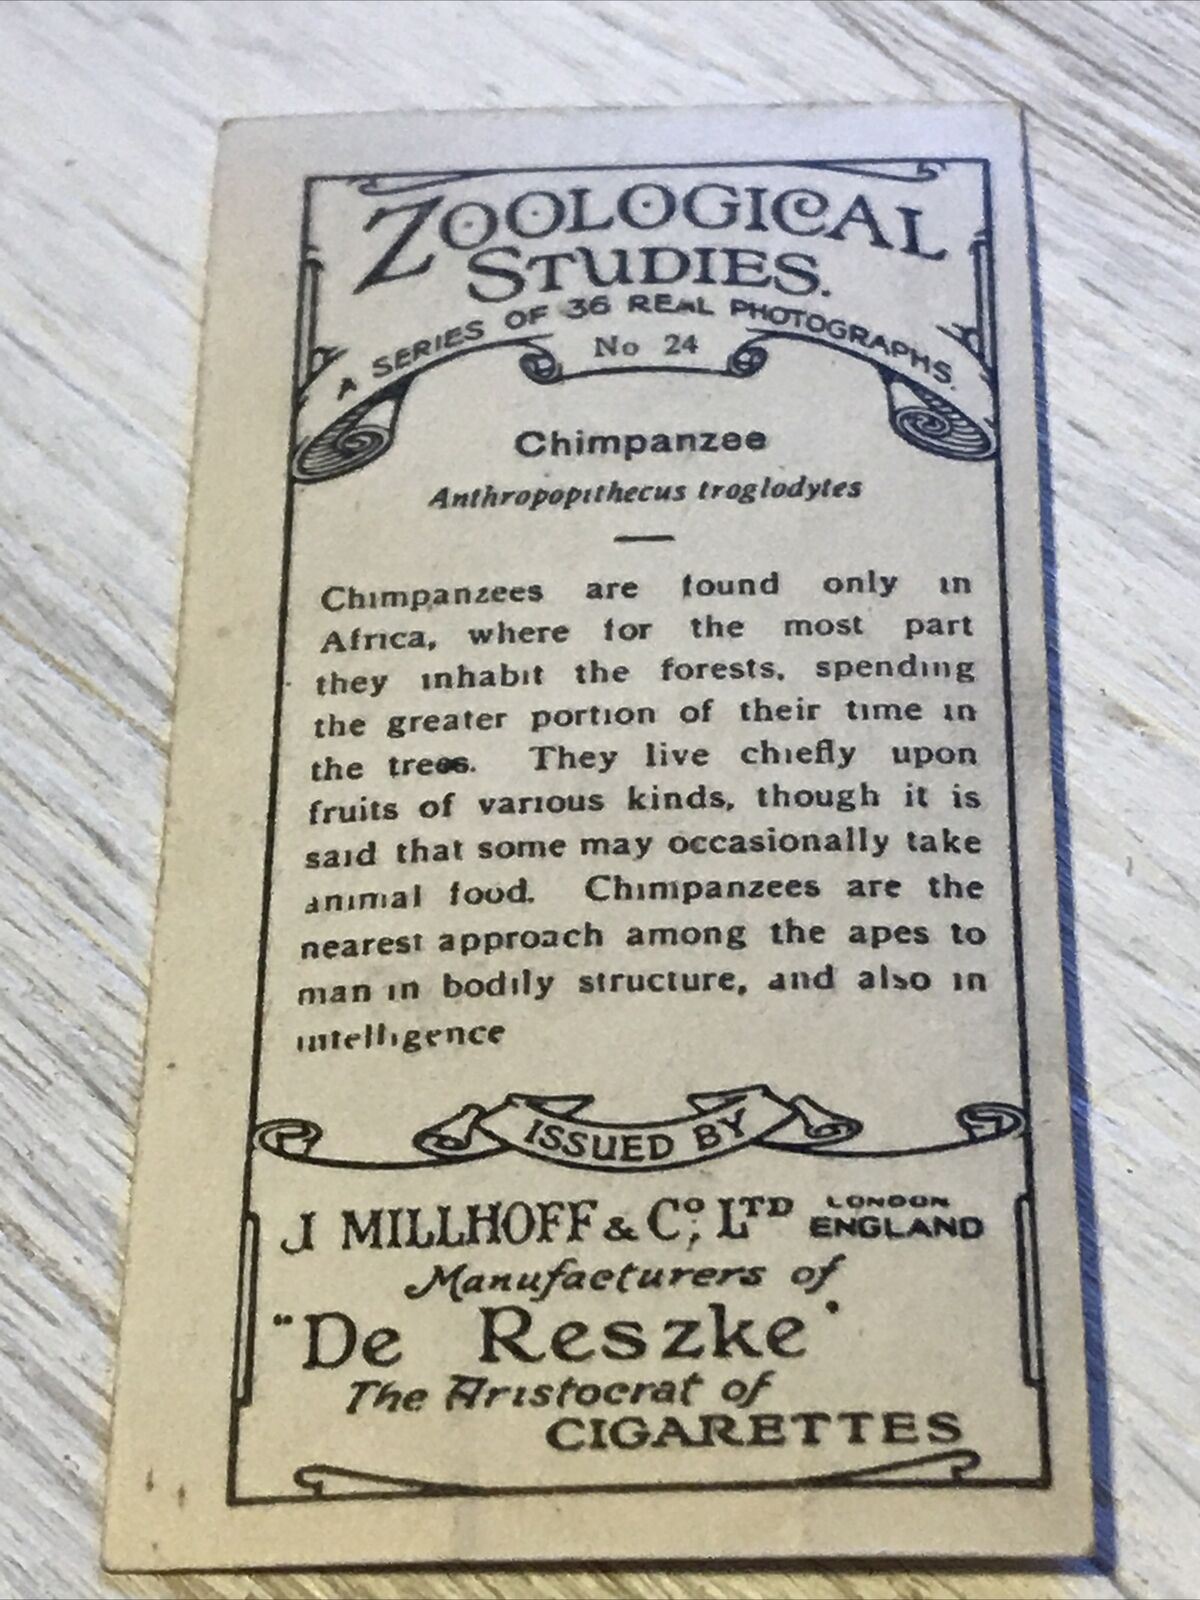 ZOOLOGICAL
STUDIES.
A SERIES OF 36 REAL PHOTOGRAPHS.
No 24
Chimpanzee
Anthropopithecus troglodytes
Chimpanzees are found only in
Africa, where for the most part
they inhabit the forests, spending
the greater portion of their time in
the trees. They live chiefly upon
fruits of various kinds, though it is
said that some may occasionally take
animal food. Chimpanzees are the
nearest approach among the apes to
man in bodily structure, and also in
intelligence
ISSUED BY
J MILLHOFF & Co, LTD LONDON
ENGLAND
Manufacturers of
"De Reszke'
The Aristocrat of
CIGARETTES